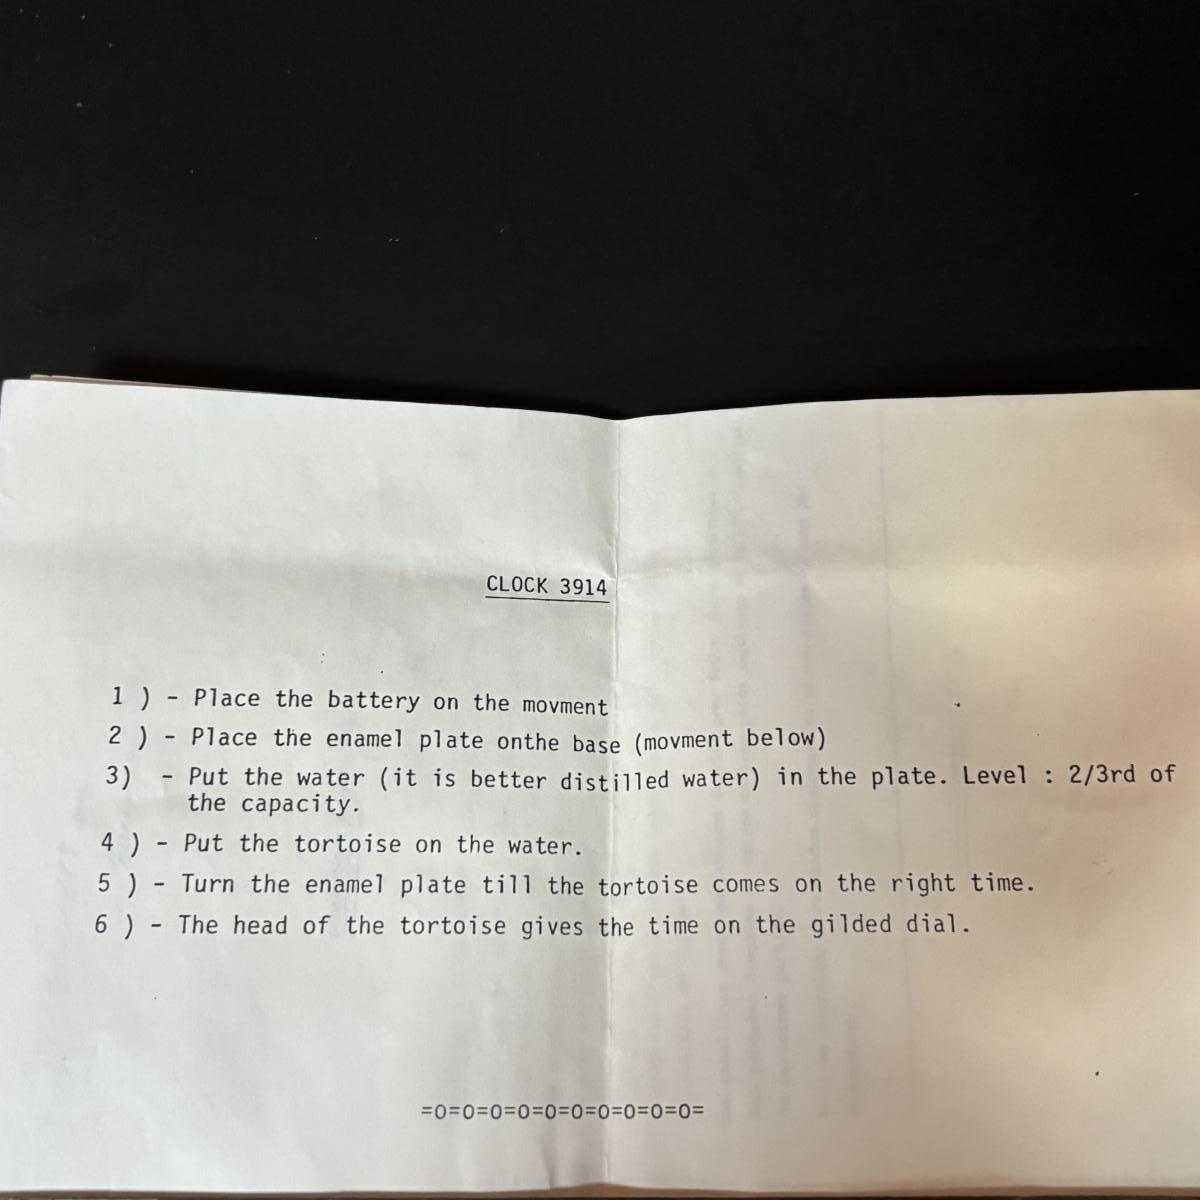 CLOCK 3914
1 ) - Place the battery on the movment
2 ) - Place the enamel plate onthe base (movment below)
3) - Put the water (it is better distilled water) in the plate. Level : 2/3rd of
the capacity.
4 ) - Put the tortoise on the water.
5 ) - Turn the enamel plate till the tortoise comes on the right time.
6 ) - The head of the tortoise gives the time on the gilded dial.
=0=0=0=0=0=0=0=0=0=0=